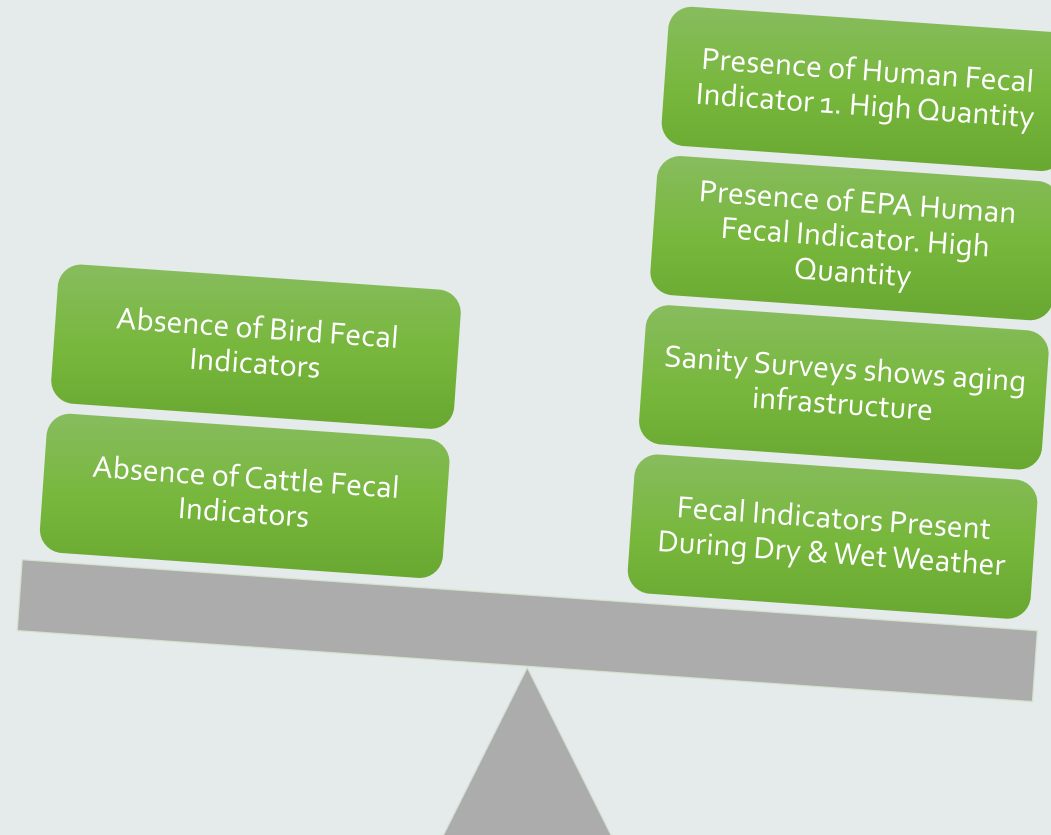 Absence of Bird Fecal
Indicators
Absence of Cattle Fecal
Indicators
Presence of Human Fecal
Indicator 1. High Quantity
Presence of EPA Human
Fecal Indicator. High
Quantity
Sanity Surveys shows aging
infrastructure
Fecal Indicators Present
During Dry & Wet Weather